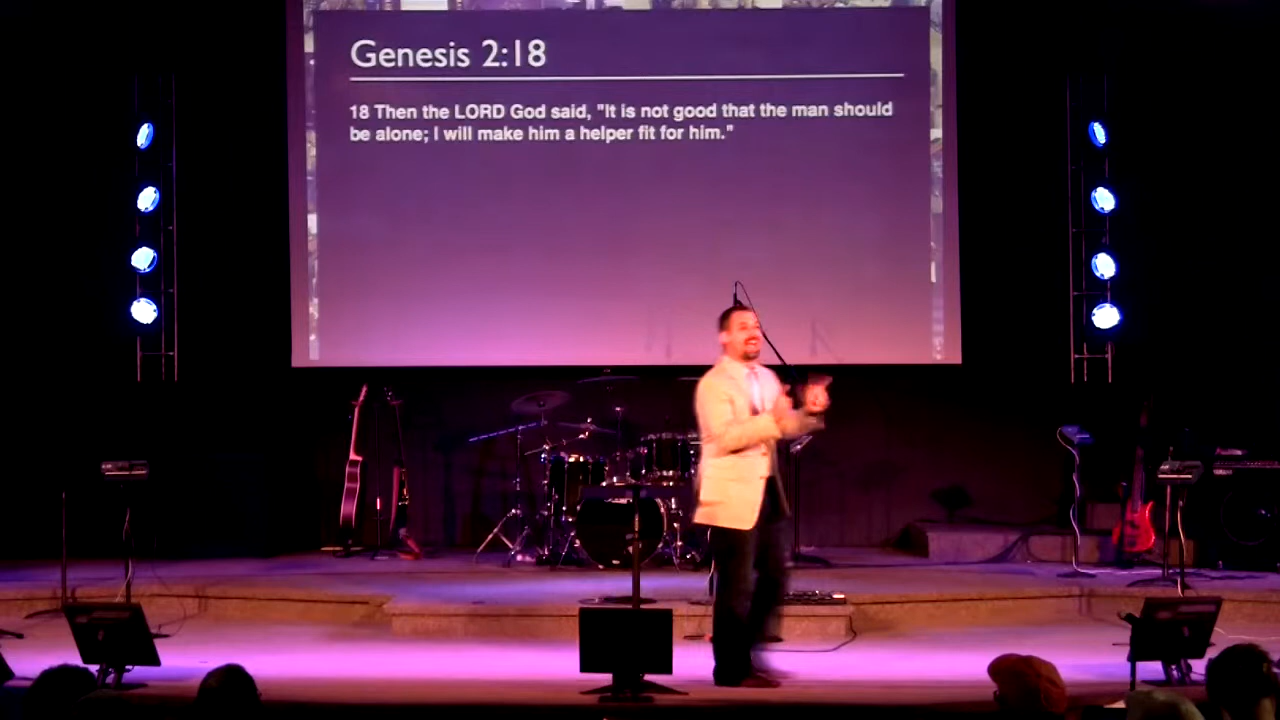 Genesis 2:18
18 Then the LORD God said, "It is not good that the man should
be alone; I will make him a helper fit for him."